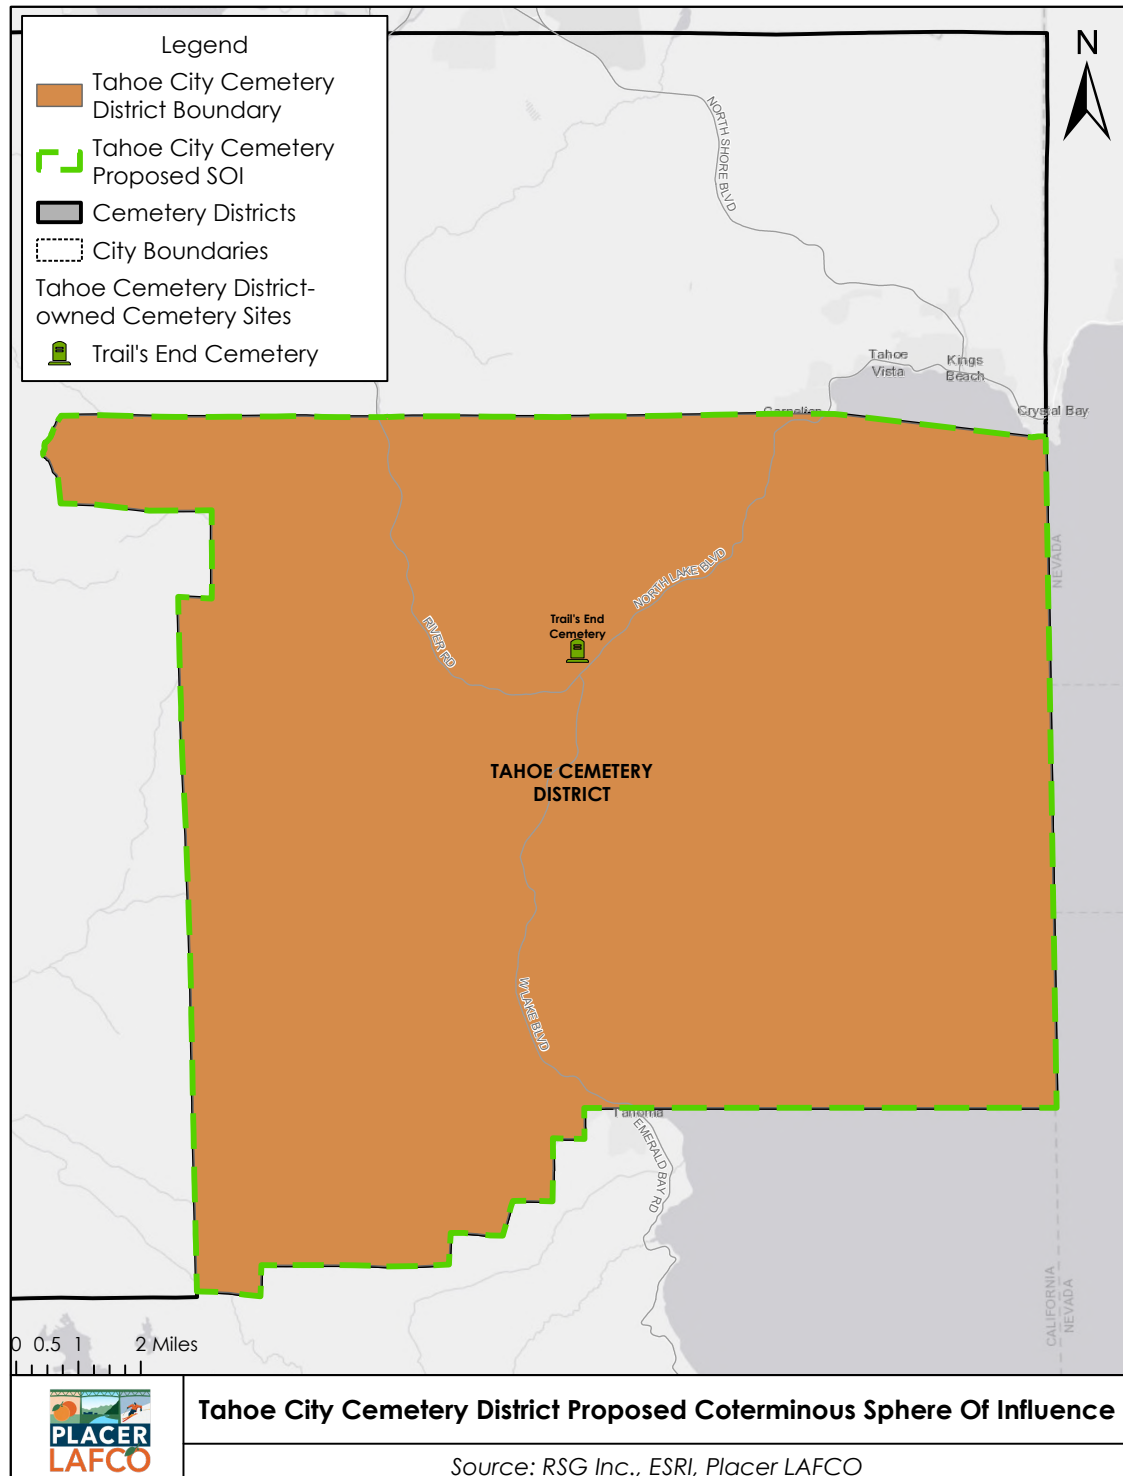 Legend
Tahoe City Cemetery
District Boundary
Tahoe City Cemetery
Proposed SOI
Cemetery Districts
City Boundaries
Tahoe Cemetery District-
owned Cemetery Sites
Trail's End Cemetery
N
NORTH SHORE BLVD
Tahoe
Vista
Kings
Beach
Carnelian
Crystal Bay
NEVADA
NORTH LAKE BLVD
RIVER RD
Trail's End
Cemetery
TAHOE CEMETERY
DISTRICT
W LAKE BLVD
Tahoma
EMERALD BAY RD
CALIFORNIA
NEVADA
0 0.5 1 2 Miles
PLACER
LAFCO
Tahoe City Cemetery District Proposed Coterminous Sphere Of Influence
Source: RSG Inc., ESRI, Placer LAFCO